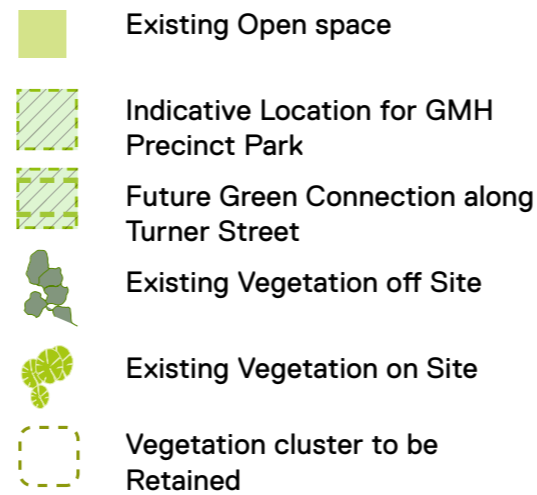 Existing Open space
Indicative Location for GMH
Precinct Park
Future Green Connection along
Turner Street
Existing Vegetation off Site
Existing Vegetation on Site
Vegetation cluster to be
Retained